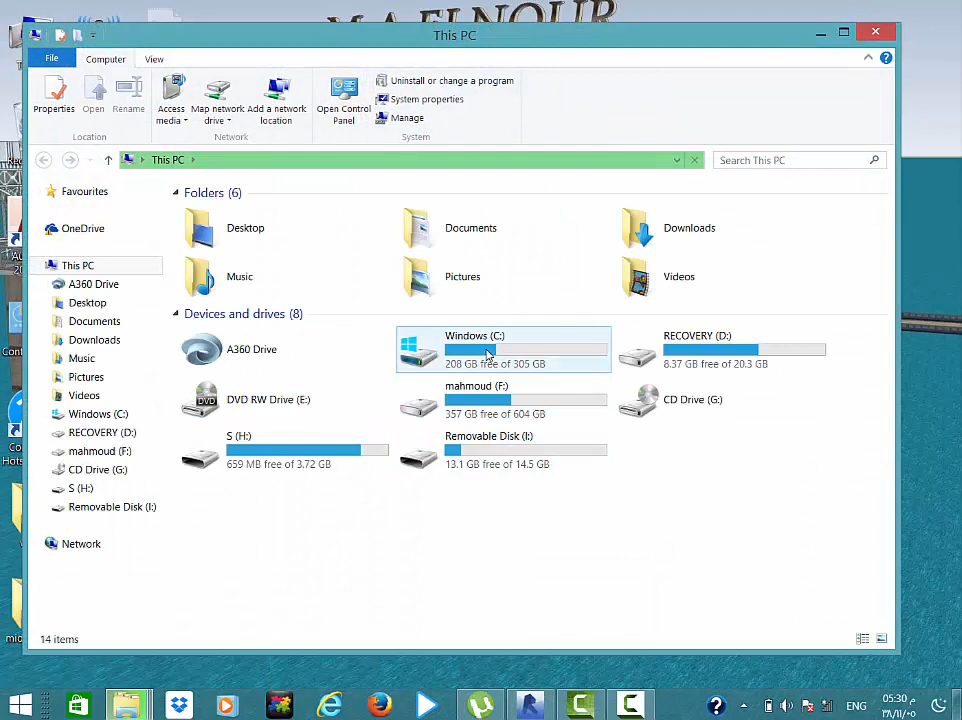 M.A.ELNOUR
This PC
File
Computer
View
Properties
Open
Rename
Access media
Map network drive
Add a network location
Open Control Panel
Uninstall or change a program
System properties
Manage
Location
Network
System
This PC
Search This PC
Favourites
OneDrive
This PC
A360 Drive
Desktop
Documents
Downloads
Music
Pictures
Videos
Windows (C:)
RECOVERY (D:)
mahmoud (F:)
CD Drive (G:)
S (H:)
Removable Disk (I:)
Network
Folders (6)
Desktop
Documents
Downloads
Music
Pictures
Videos
Devices and drives (8)
A360 Drive
Windows (C:)
208 GB free of 305 GB
RECOVERY (D:)
8.37 GB free of 20.3 GB
DVD RW Drive (E:)
mahmoud (F:)
357 GB free of 604 GB
CD Drive (G:)
S (H:)
659 MB free of 3.72 GB
Removable Disk (I:)
13.1 GB free of 14.5 GB
14 items
ENG
05:30 م